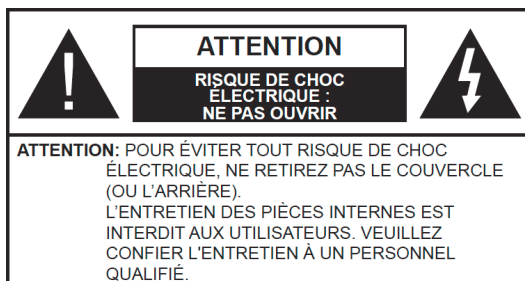 ATTENTION
RISQUE DE CHOC
ÉLECTRIQUE :
NE PAS OUVRIR
ATTENTION: POUR ÉVITER TOUT RISQUE DE CHOC
ÉLECTRIQUE, NE RETIREZ PAS LE COUVERCLE
(OU L'ARRIÈRE).
L'ENTRETIEN DES PIÈCES INTERNES EST
INTERDIT AUX UTILISATEURS. VEUILLEZ
CONFIER L'ENTRETIEN À UN PERSONNEL
QUALIFIÉ.